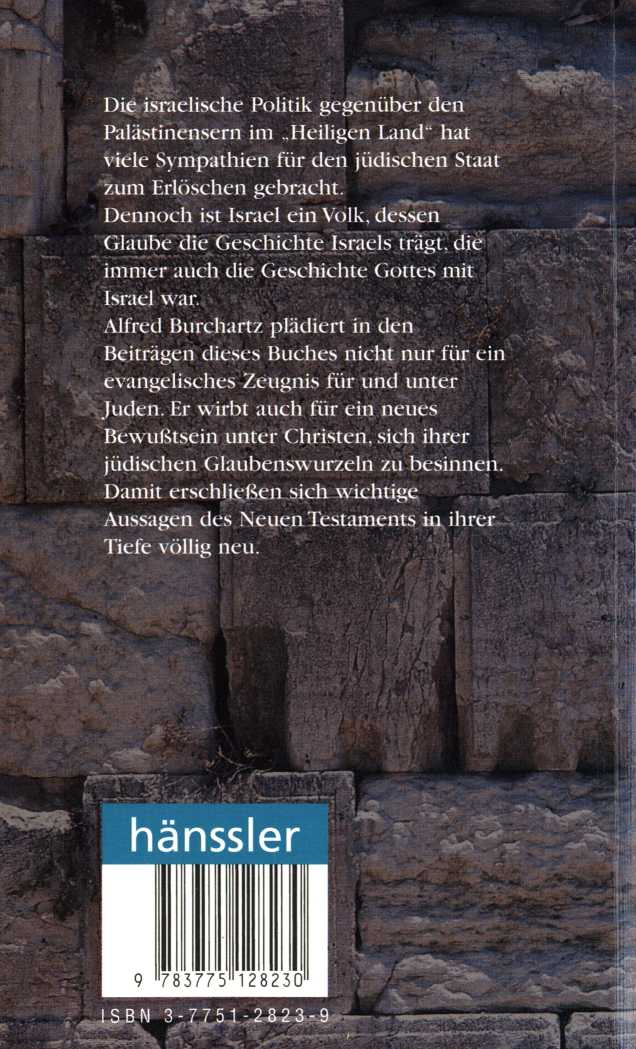 Die israelische Politik gegenüber den
Palästinensern im „Heiligen Land“ hat
viele Sympathien für den jüdischen Staat
zum Erlöschen gebracht.
Dennoch ist Israel ein Volk, dessen
Glaube die Geschichte Israels trägt, die
immer auch die Geschichte Gottes mit
Israel war.
Alfred Burchartz plädiert in den
Beiträgen dieses Buches nicht nur für ein
evangelisches Zeugnis für und unter
Juden. Er wirbt auch für ein neues
Bewußtsein unter Christen, sich ihrer
jüdischen Glaubenswurzeln zu besinnen.
Damit erschließen sich wichtige
Aussagen des Neuen Testaments in ihrer
Tiefe völlig neu.
hänssler
9 783775 128230
ISBN 3-7751-2823-9